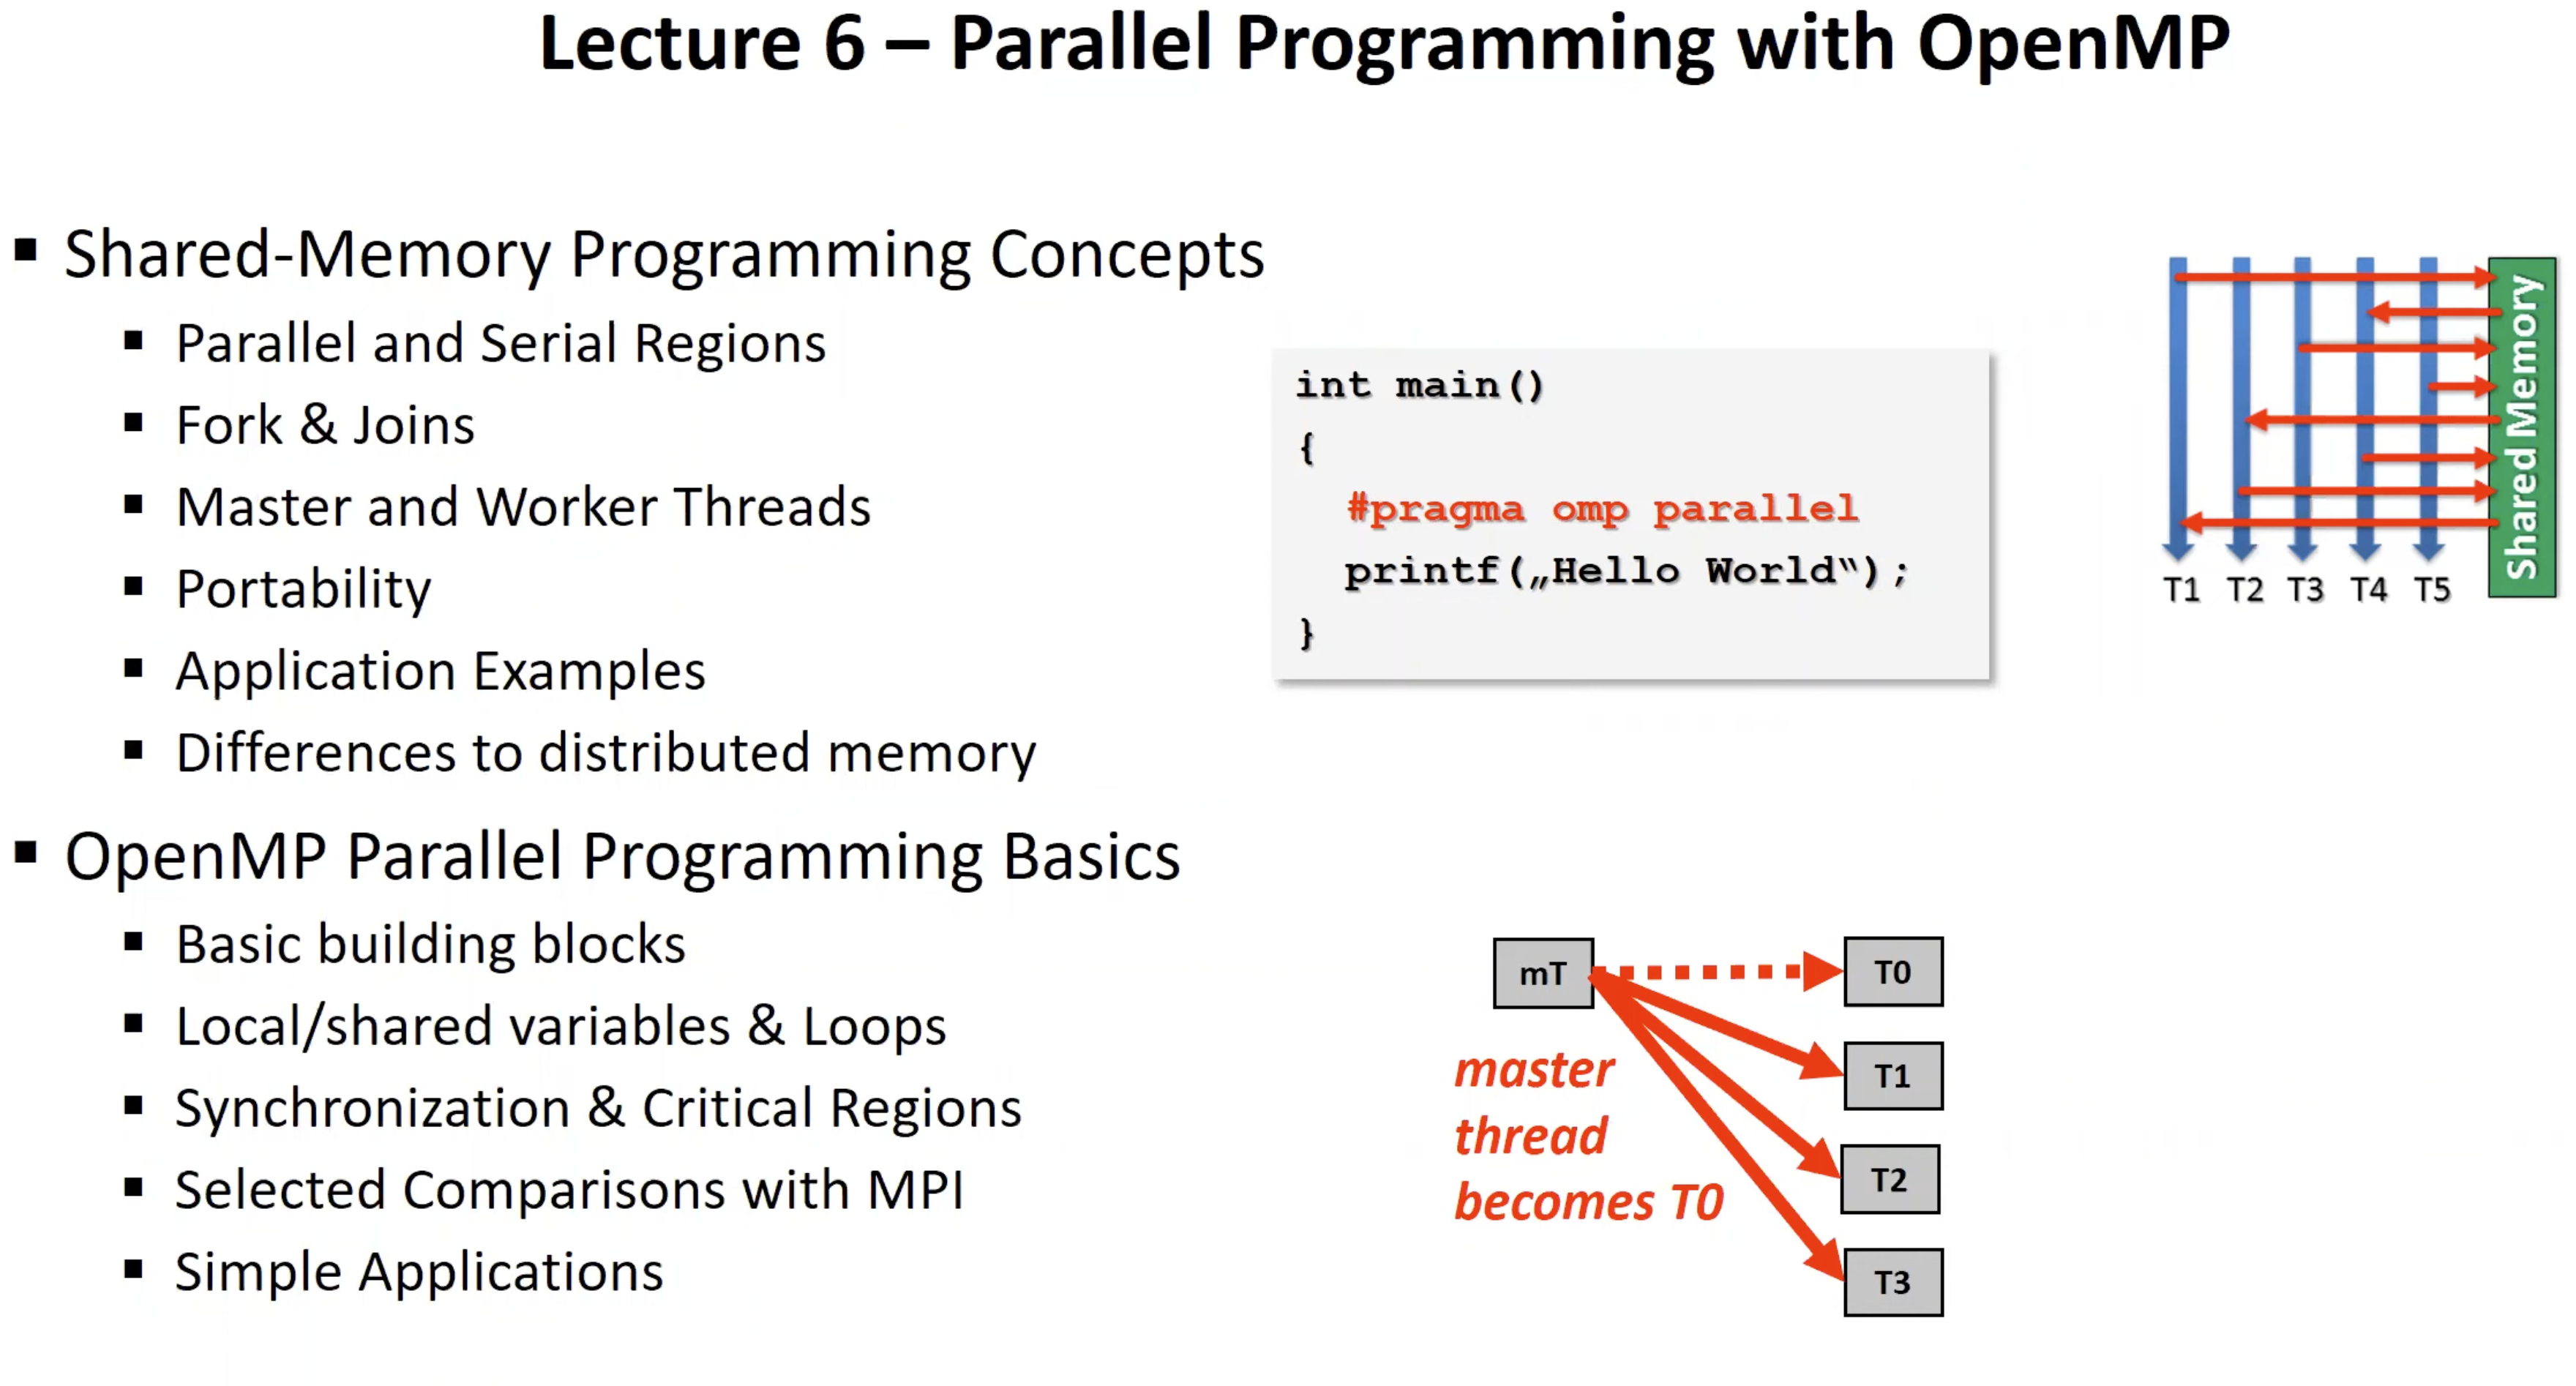 Lecture 6 – Parallel Programming with OpenMP
▪ Shared-Memory Programming Concepts
▪ Parallel and Serial Regions
▪ Fork & Joins
▪ Master and Worker Threads
▪ Portability
▪ Application Examples
▪ Differences to distributed memory
▪ OpenMP Parallel Programming Basics
▪ Basic building blocks
▪ Local/shared variables & Loops
▪ Synchronization & Critical Regions
▪ Selected Comparisons with MPI
▪ Simple Applications
int main()
{
#pragma omp parallel
printf(„Hello World“);
}
T1 T2 T3 T4 T5
Shared Memory
mT
master
thread
becomes T0
T0
T1
T2
T3